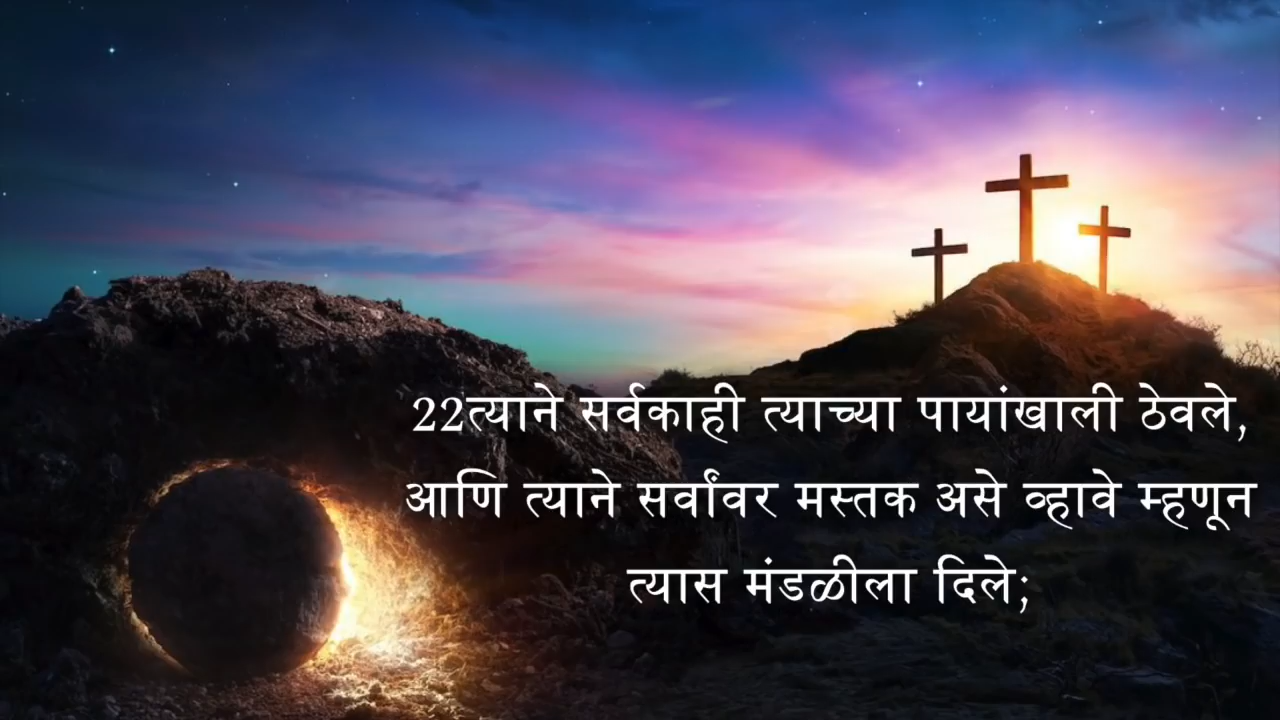 22त्याने सर्वकाही त्याच्या पायांखाली ठेवले,
आणि त्याने सर्वांवर मस्तक असे व्हावे म्हणून
त्यास मंडळीला दिले;